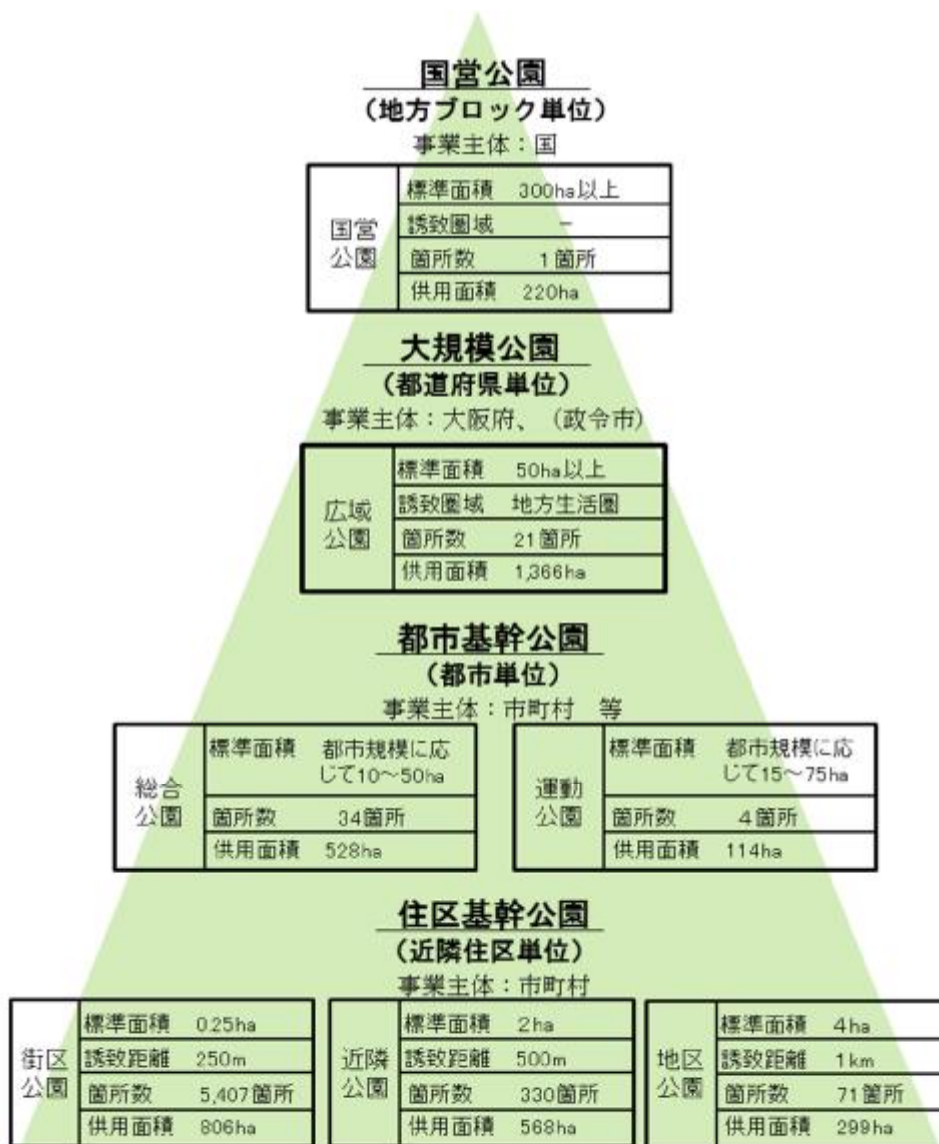 国営公園
(地方ブロック単位)
事業主体:国
国営公園
標準面積 300ha以上
誘致圏域 -
箇所数 1箇所
供用面積 220ha
大規模公園
(都道府県単位)
事業主体:大阪府、(政令市)
広域公園
標準面積 50ha以上
誘致圏域 地方生活圏
箇所数 21箇所
供用面積 1,366ha
都市基幹公園
(都市単位)
事業主体:市町村 等
総合公園
標準面積 都市規模に応
じて10~50ha
箇所数 34箇所
供用面積 528ha
運動公園
標準面積 都市規模に応
じて15~75ha
箇所数 4箇所
供用面積 114ha
住区基幹公園
(近隣住区単位)
事業主体:市町村
街区公園
標準面積 0.25ha
誘致距離 250m
箇所数 5,407箇所
供用面積 806ha
近隣公園
標準面積 2ha
誘致距離 500m
箇所数 330箇所
供用面積 568ha
地区公園
標準面積 4ha
誘致距離 1km
箇所数 71箇所
供用面積 299ha